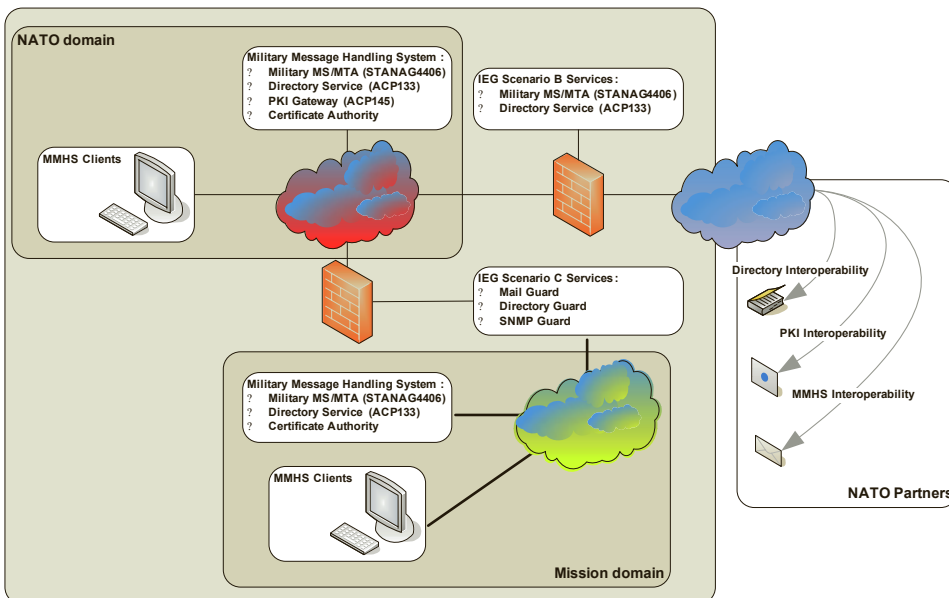 NATO domain
Military Message Handling System :
? Military MS/MTA (STANAG4406)
? Directory Service (ACP133)
? PKI Gateway (ACP145)
? Certificate Authority
IEG Scenario B Services :
? Military MS/MTA (STANAG4406)
? Directory Service (ACP133)
MMHS Clients
Directory Interoperability
PKI Interoperability
MMHS Interoperability
NATO Partners
IEG Scenario C Services :
? Mail Guard
? Directory Guard
? SNMP Guard
Military Message Handling System :
? Military MS/MTA (STANAG4406)
? Directory Service (ACP133)
? Certificate Authority
MMHS Clients
Mission domain